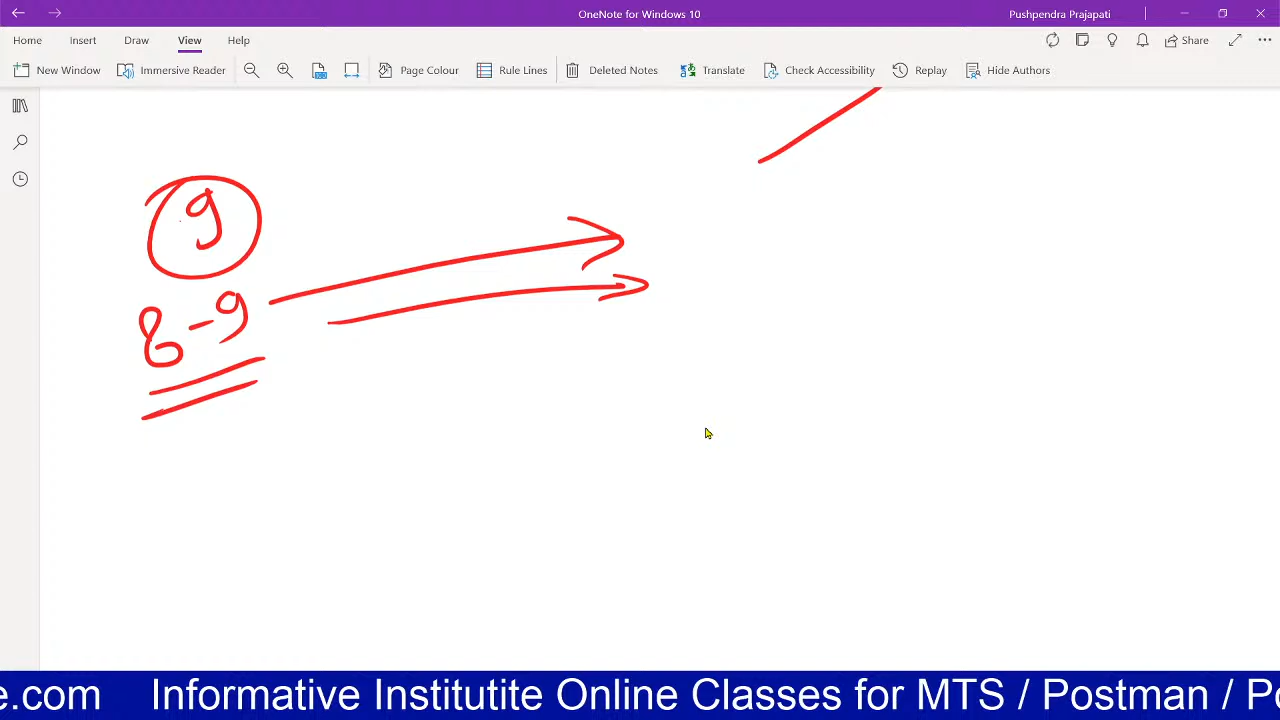 OneNote for Windows 10
Pushpendra Prajapati
Home Insert Draw View Help
Share
New Window Immersive Reader Page Colour Rule Lines Deleted Notes Translate Check Accessibility Replay Hide Authors
9
8-9
e.com Informative Institutite Online Classes for MTS / Postman / Po